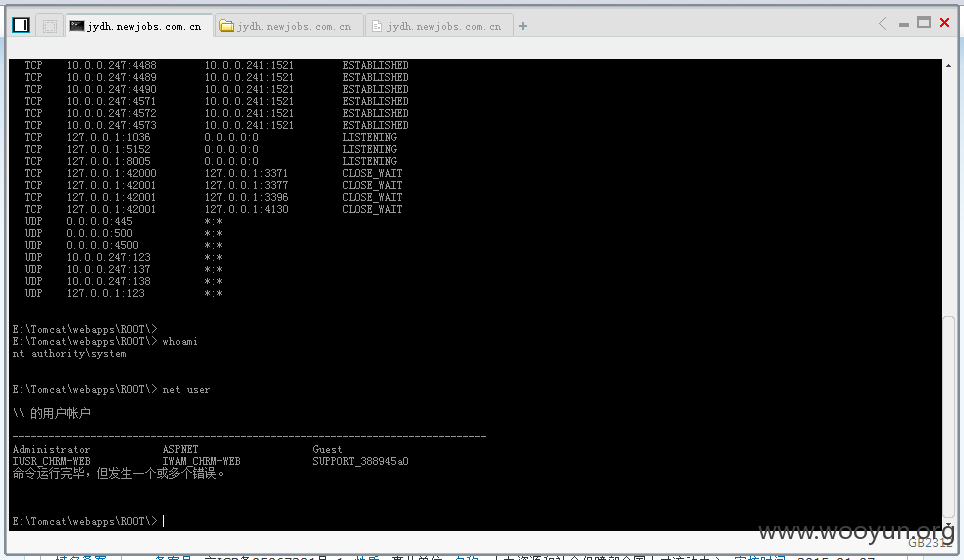 jydh.newjobs.com.cn
jydh.newjobs.com.cn
jydh.newjobs.com.cn
TCP 10.0.0.247:4488 10.0.0.241:1521 ESTABLISHED
TCP 10.0.0.247:4489 10.0.0.241:1521 ESTABLISHED
TCP 10.0.0.247:4490 10.0.0.241:1521 ESTABLISHED
TCP 10.0.0.247:4571 10.0.0.241:1521 ESTABLISHED
TCP 10.0.0.247:4572 10.0.0.241:1521 ESTABLISHED
TCP 10.0.0.247:4573 10.0.0.241:1521 ESTABLISHED
TCP 127.0.0.1:1036 0.0.0.0:0 LISTENING
TCP 127.0.0.1:5152 0.0.0.0:0 LISTENING
TCP 127.0.0.1:8005 0.0.0.0:0 LISTENING
TCP 127.0.0.1:42000 127.0.0.1:3371 CLOSE_WAIT
TCP 127.0.0.1:42001 127.0.0.1:3377 CLOSE_WAIT
TCP 127.0.0.1:42001 127.0.0.1:3396 CLOSE_WAIT
TCP 127.0.0.1:42001 127.0.0.1:4130 CLOSE_WAIT
UDP 0.0.0.0:445 *:*
UDP 0.0.0.0:500 *:*
UDP 0.0.0.0:4500 *:*
UDP 10.0.0.247:123 *:*
UDP 10.0.0.247:137 *:*
UDP 10.0.0.247:138 *:*
UDP 127.0.0.1:123 *:*
E:\Tomcat\webapps\ROOT\>
E:\Tomcat\webapps\ROOT\> whoami
nt authority\system
E:\Tomcat\webapps\ROOT\> net user
\\ 的用户帐户
-------------------------------------------------------------------------------
Administrator ASPNET Guest
IUSR_CHRM-WEB IWAM_CHRM-WEB SUPPORT_388945a0
命令运行完毕，但发生一个或多个错误。
E:\Tomcat\webapps\ROOT\>
www.wooyun.org
GB2312